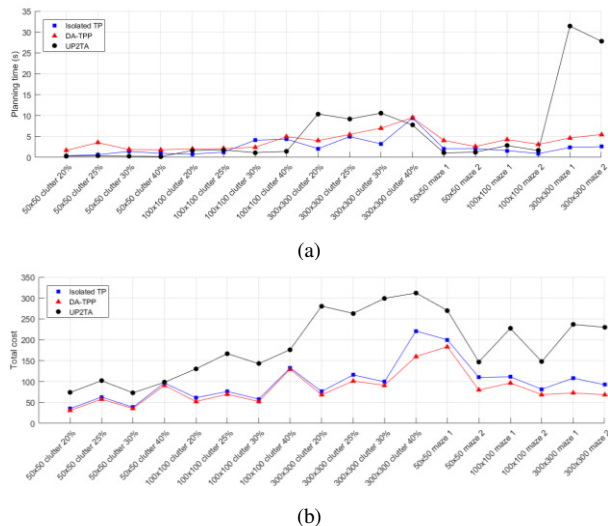 35
30
25
20
15
10
5
0
Planning time (s)
Isolated TP
DA-TPP
UP2TA
50x50 clutter 20%
50x50 clutter 25%
50x50 clutter 30%
50x50 clutter 40%
100x100 clutter 20%
100x100 clutter 25%
100x100 clutter 30%
100x100 clutter 40%
300x300 clutter 20%
300x300 clutter 25%
300x300 clutter 30%
300x300 clutter 40%
50x50 maze 1
50x50 maze 2
100x100 maze 1
100x100 maze 2
300x300 maze 1
300x300 maze 2
(a)
350
300
250
200
150
100
50
0
Total cost
Isolated TP
DA-TPP
UP2TA
50x50 clutter 20%
50x50 clutter 25%
50x50 clutter 30%
50x50 clutter 40%
100x100 clutter 20%
100x100 clutter 25%
100x100 clutter 30%
100x100 clutter 40%
300x300 clutter 20%
300x300 clutter 25%
300x300 clutter 30%
300x300 clutter 40%
50x50 maze 1
50x50 maze 2
100x100 maze 1
100x100 maze 2
300x300 maze 1
300x300 maze 2
(b)